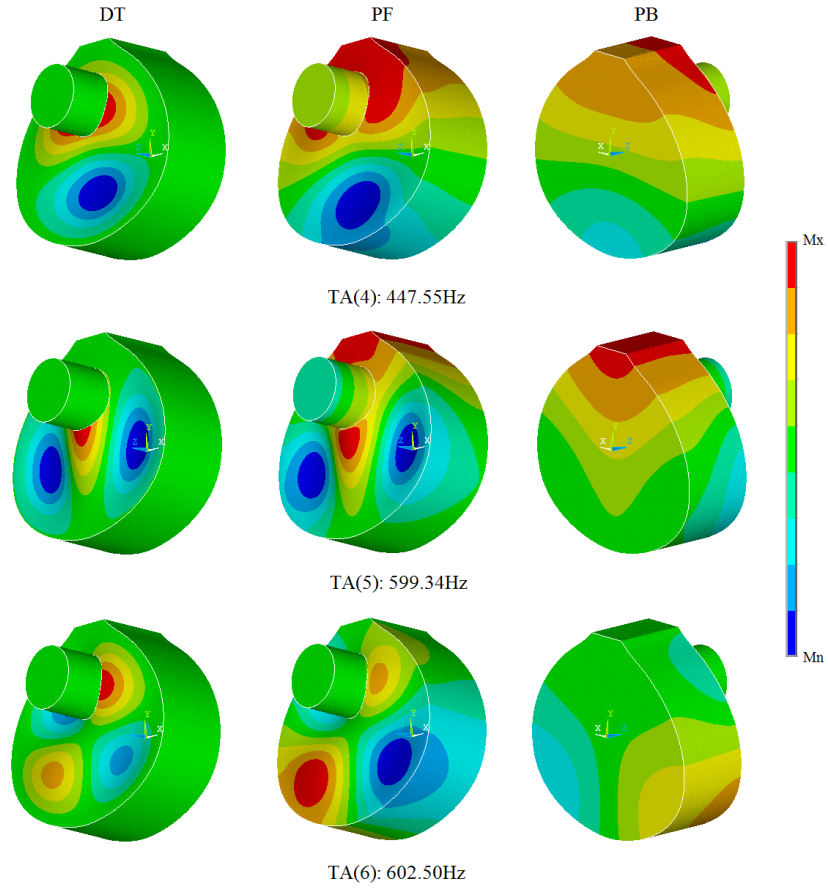 DT PF PB
Y Z X
Y Z X
Y X Z
Mx
TA(4): 447.55Hz
Y Z X
Y Z X
Y X Z
TA(5): 599.34Hz
Y X
Y Z X
Y X Z
Mn
TA(6): 602.50Hz